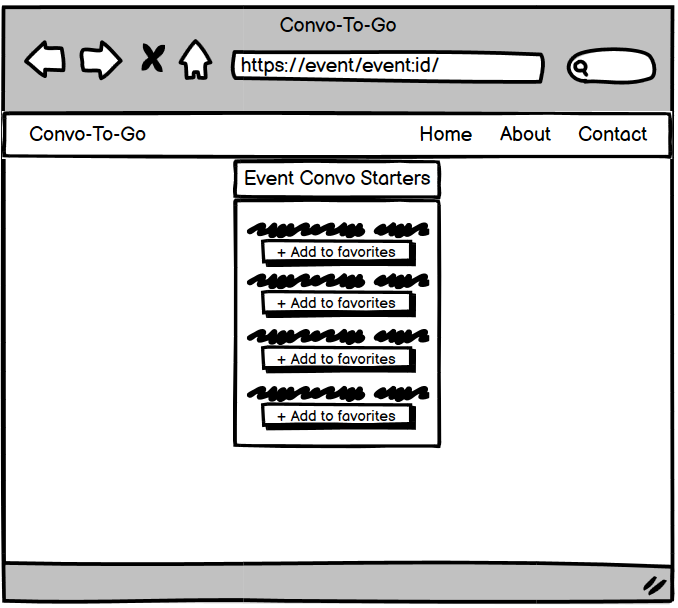 Convo-To-Go
https://event/event:id/
Convo-To-Go Home About Contact
Event Convo Starters
+ Add to favorites
+ Add to favorites
+ Add to favorites
+ Add to favorites